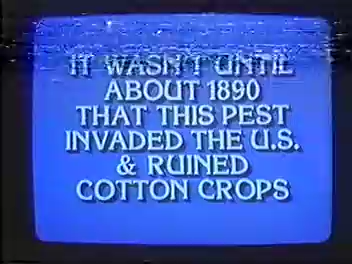 IT WASN'T UNTIL
ABOUT 1890
THAT THIS PEST
INVADED THE U.S.
& RUINED
COTTON CROPS